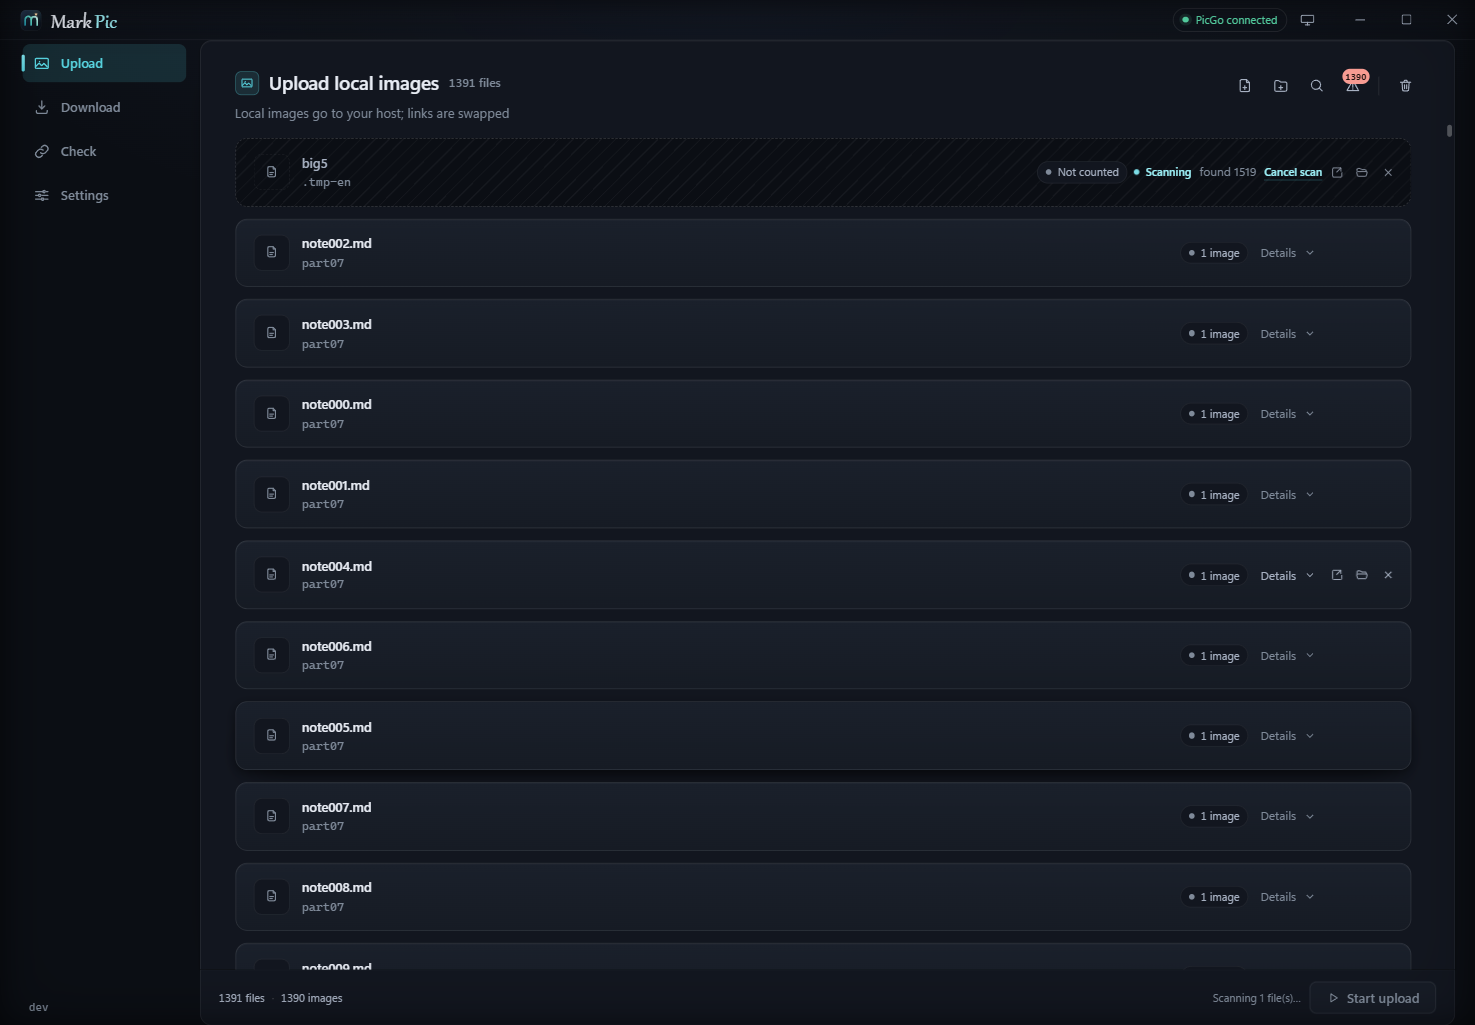 MarkPic
PicGo connected
Upload
Download
Check
Settings
dev
Upload local images 1391 files
1390
Local images go to your host; links are swapped
big5
.tmp-en
Not counted Scanning found 1519 Cancel scan
note002.md
part07
1 image Details
note003.md
part07
1 image Details
note000.md
part07
1 image Details
note001.md
part07
1 image Details
note004.md
part07
1 image Details
note006.md
part07
1 image Details
note005.md
part07
1 image Details
note007.md
part07
1 image Details
note008.md
part07
1 image Details
note009.md
1391 files · 1390 images
Scanning 1 file(s)... Start upload